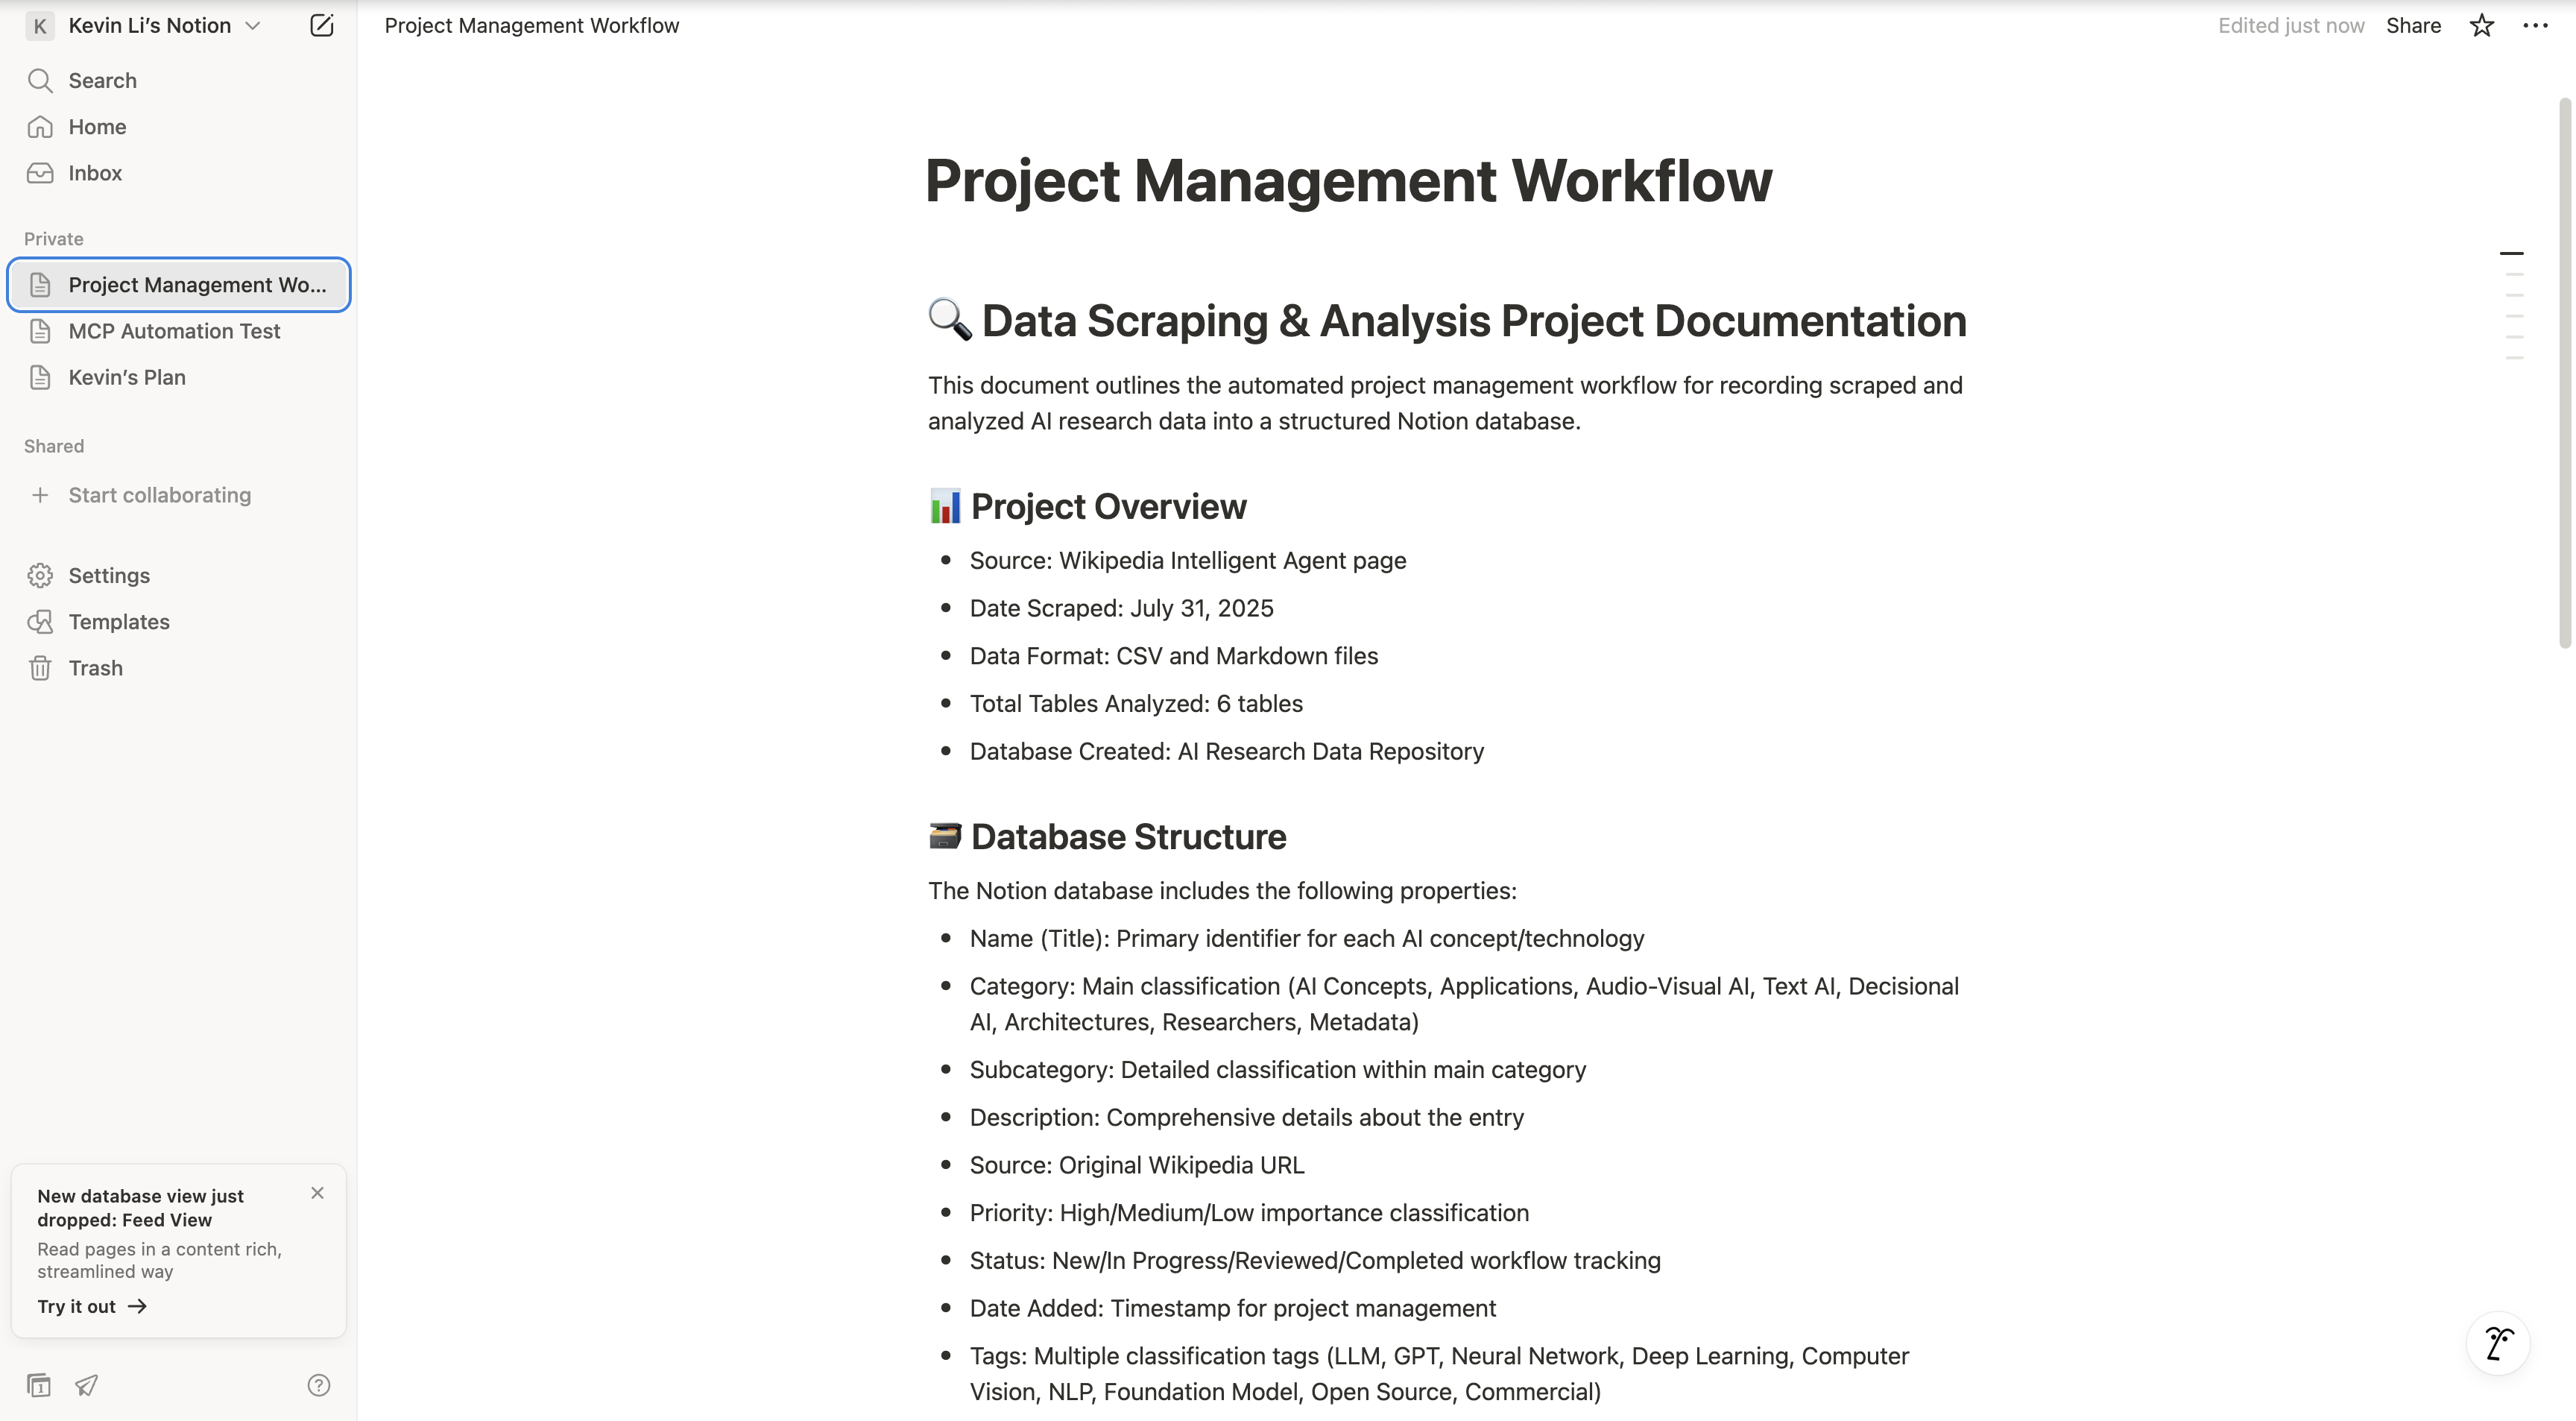 K
Kevin Li’s Notion
Search
Home
Inbox
Private
Project Management Wo...
MCP Automation Test
Kevin’s Plan
Shared
Start collaborating
Settings
Templates
Trash
New database view just
dropped: Feed View
Read pages in a content rich,
streamlined way
Try it out →
1
?
Project Management Workflow
Edited just now
Share
Project Management Workflow
🔍 Data Scraping & Analysis Project Documentation
This document outlines the automated project management workflow for recording scraped and
analyzed AI research data into a structured Notion database.
📊 Project Overview
• Source: Wikipedia Intelligent Agent page
• Date Scraped: July 31, 2025
• Data Format: CSV and Markdown files
• Total Tables Analyzed: 6 tables
• Database Created: AI Research Data Repository
🗃️ Database Structure
The Notion database includes the following properties:
• Name (Title): Primary identifier for each AI concept/technology
• Category: Main classification (AI Concepts, Applications, Audio-Visual AI, Text AI, Decisional
AI, Architectures, Researchers, Metadata)
• Subcategory: Detailed classification within main category
• Description: Comprehensive details about the entry
• Source: Original Wikipedia URL
• Priority: High/Medium/Low importance classification
• Status: New/In Progress/Reviewed/Completed workflow tracking
• Date Added: Timestamp for project management
• Tags: Multiple classification tags (LLM, GPT, Neural Network, Deep Learning, Computer
Vision, NLP, Foundation Model, Open Source, Commercial)